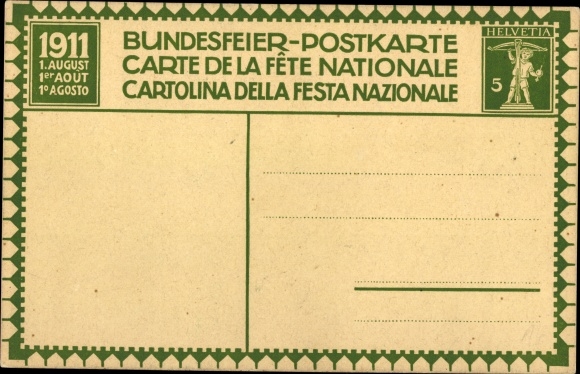 1911
1. AUGUST
1er AOÛT
1º AGOSTO
BUNDESFEIER-POSTKARTE
CARTE DE LA FÊTE NATIONALE
CARTOLINA DELLA FESTA NAZIONALE
HELVETIA
5